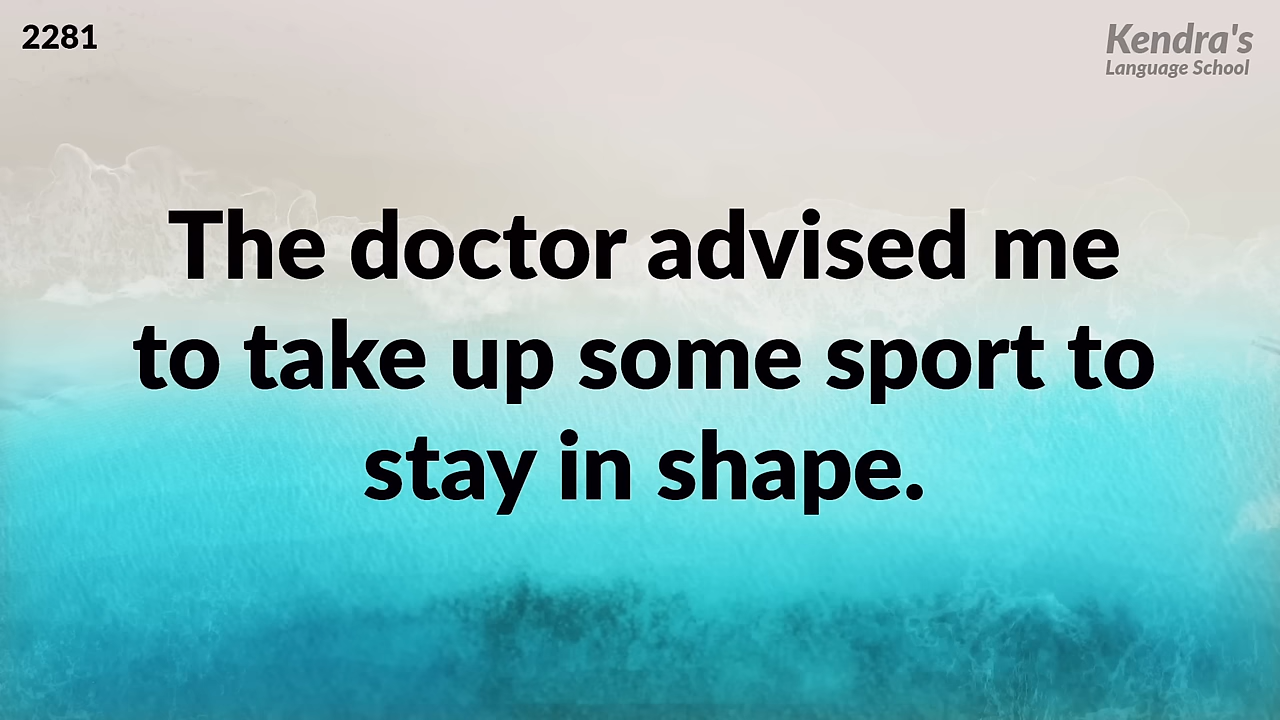 2281
Kendra's
Language School
The doctor advised me
to take up some sport to
stay in shape.